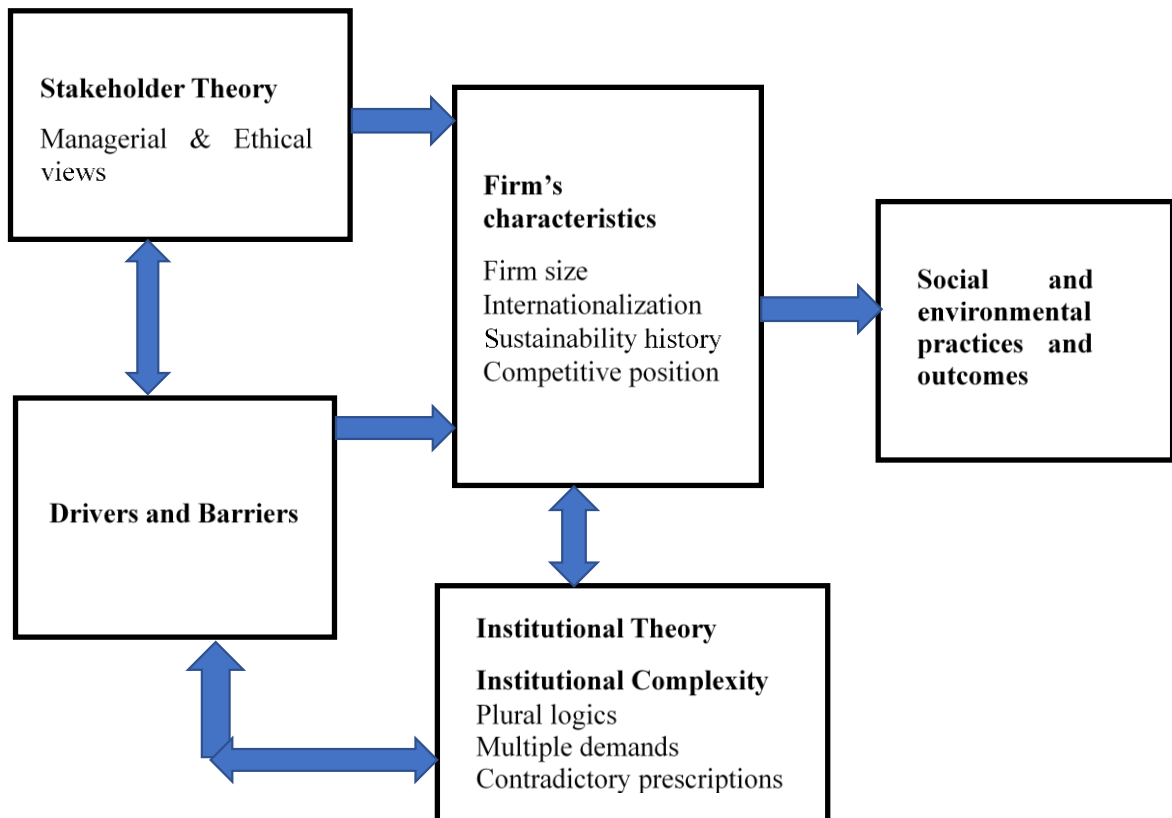 Stakeholder Theory
Managerial & Ethical
views
Firm’s
characteristics
Firm size
Internationalization
Sustainability history
Competitive position
Social and
environmental
practices and
outcomes
Drivers and Barriers
Institutional Theory
Institutional Complexity
Plural logics
Multiple demands
Contradictory prescriptions